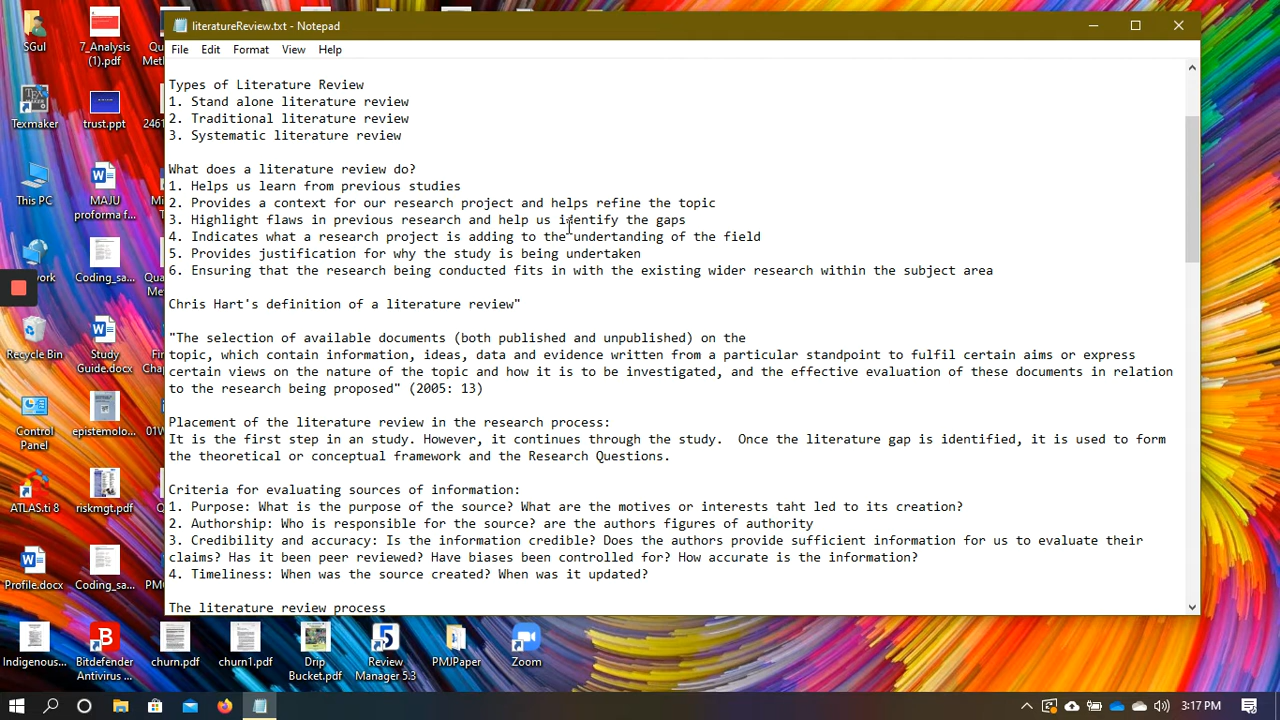 literatureReview.txt - Notepad
File Edit Format View Help
Types of Literature Review
1. Stand alone literature review
2. Traditional literature review
3. Systematic literature review
What does a literature review do?
1. Helps us learn from previous studies
2. Provides a context for our research project and helps refine the topic
3. Highlight flaws in previous research and help us identify the gaps
4. Indicates what a research project is adding to the undertanding of the field
5. Provides justification for why the study is being undertaken
6. Ensuring that the research being conducted fits in with the existing wider research within the subject area
Chris Hart's definition of a literature review"
"The selection of available documents (both published and unpublished) on the
topic, which contain information, ideas, data and evidence written from a particular standpoint to fulfil certain aims or express
certain views on the nature of the topic and how it is to be investigated, and the effective evaluation of these documents in relation
to the research being proposed" (2005: 13)
Placement of the literature review in the research process:
It is the first step in an study. However, it continues through the study.  Once the literature gap is identified, it is used to form
the theoretical or conceptual framework and the Research Questions.
Criteria for evaluating sources of information:
1. Purpose: What is the purpose of the source? What are the motives or interests taht led to its creation?
2. Authorship: Who is responsible for the source? are the authors figures of authority
3. Credibility and accuracy: Is the information credible? Does the authors provide sufficient information for us to evaluate their
claims? Has it been peer reviewed? Have biases been controlled for? How accurate is the information?
4. Timeliness: When was the source created? When was it updated?
The literature review process
SGul
7_Analysis
(1).pdf
Texmaker
trust.ppt
This PC
MAJU
proforma f...
Coding_sa...
Recycle Bin
Study
Guide.docx
Control
Panel
epistemolo...
ATLAS.ti 8
riskmgt.pdf
Profile.docx
Coding_sa...
Indigenous...
Bitdefender
Antivirus ...
churn.pdf
churn1.pdf
Drip
Bucket.pdf
Review
Manager 5.3
PMJPaper
Zoom
3:17 PM